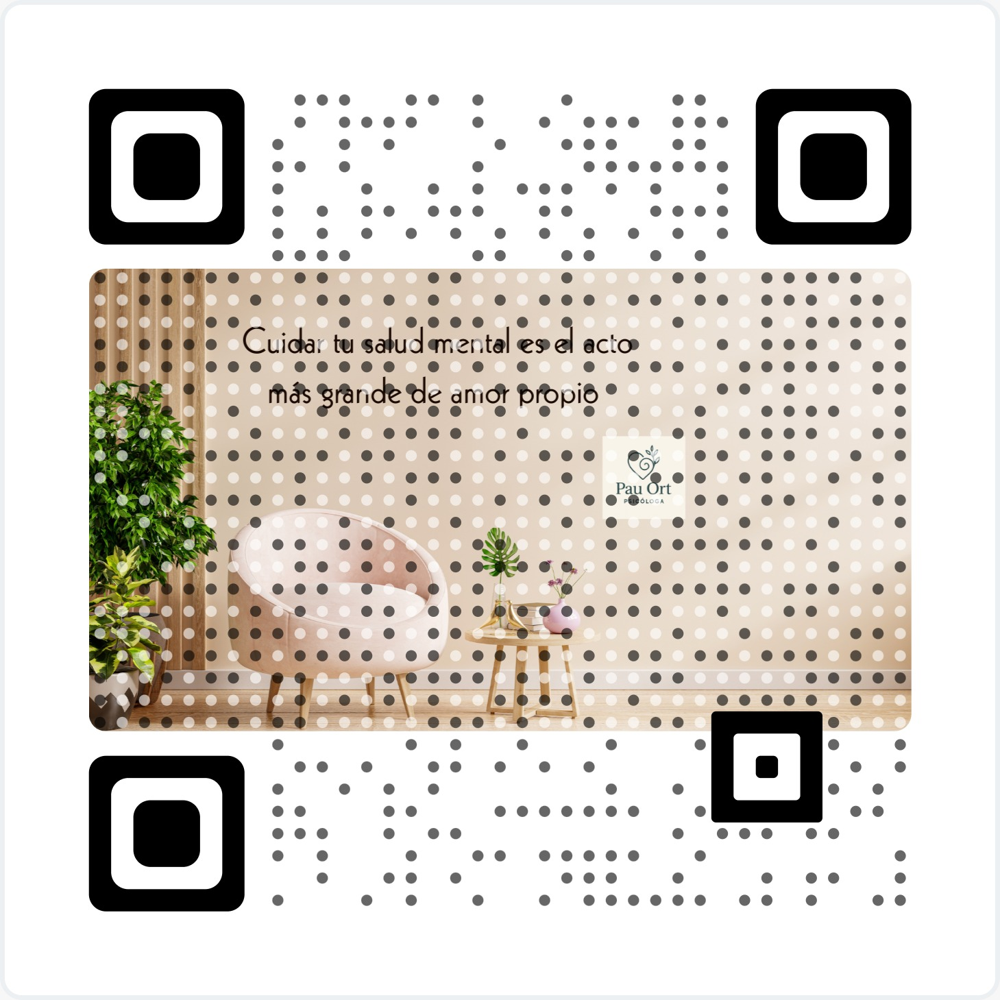 Cuidar tu salud mental es el acto
más grande de amor propio
Pau Ort
PSICÓLOGA